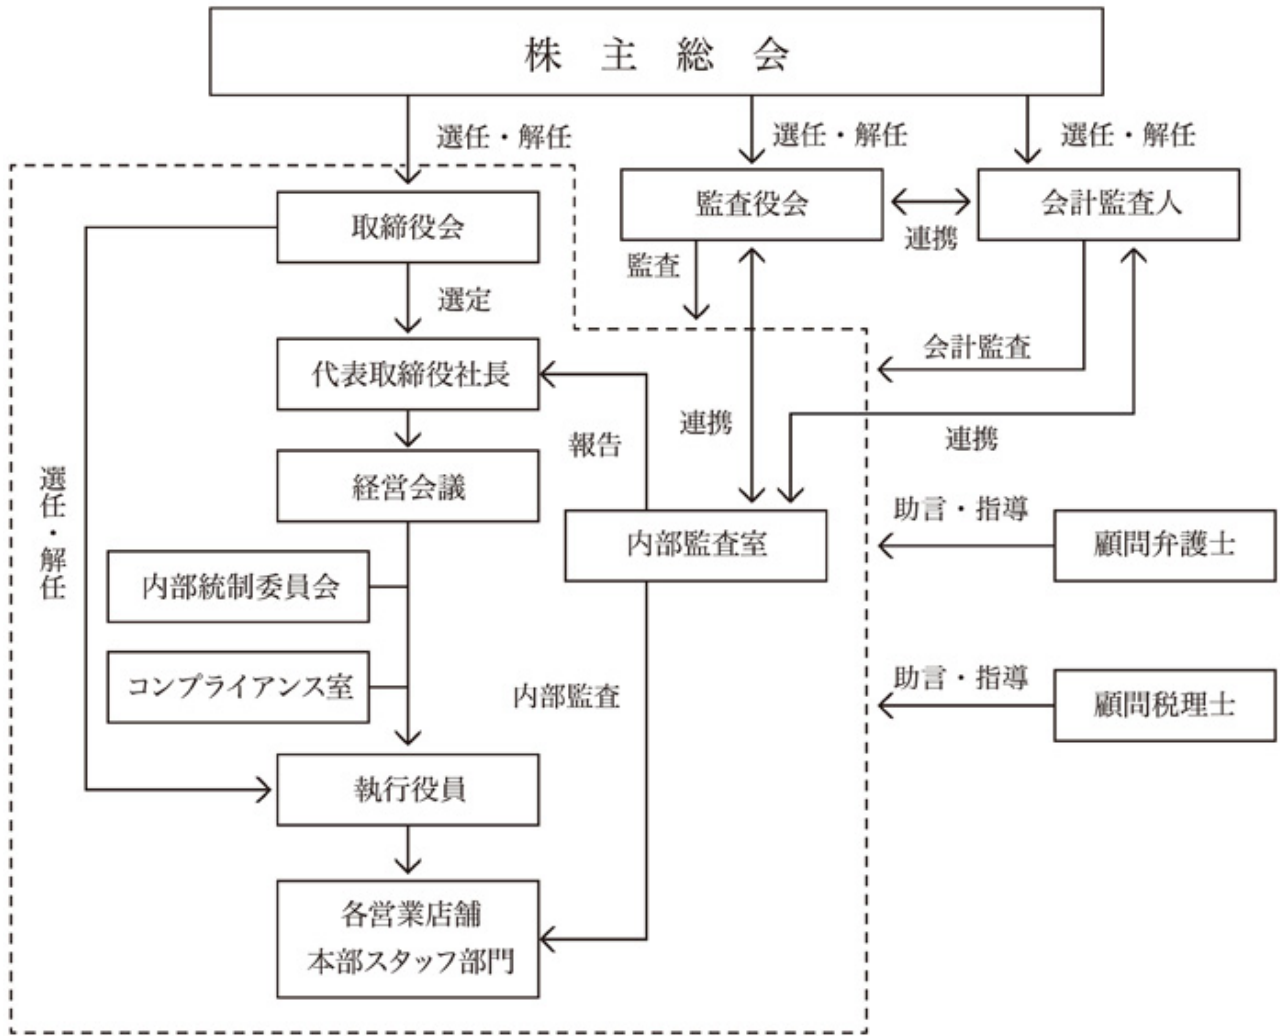 株主総会
選任・解任
選任・解任
選任・解任
取締役会
監査役会
連携
会計監査人
選定
監査
代表取締役社長
会計監査
報告
連携
連携
選任・解任
経営会議
内部監査室
助言・指導
顧問弁護士
内部統制委員会
コンプライアンス室
内部監査
助言・指導
顧問税理士
執行役員
各営業店舗
本部スタッフ部門